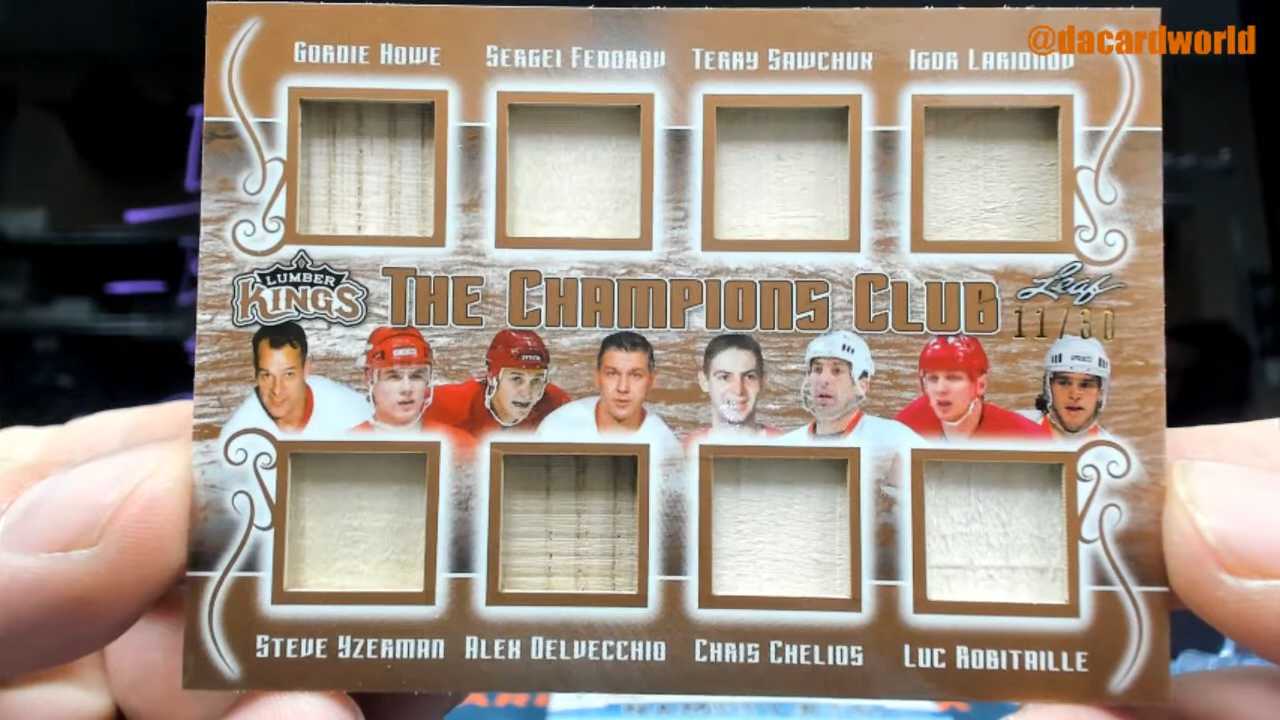 @dacardworld
GORDIE HOWE
SERGEI FEDOROV
TERRY SAWCHUK
IGOR LARIONOV
LUMBER
KINGS
THE CHAMPIONS CLUB
Leaf
11/30
STEVE YZERMAN
ALEX DELVECCHIO
CHRIS CHELIOS
LUC ROBITAILLE